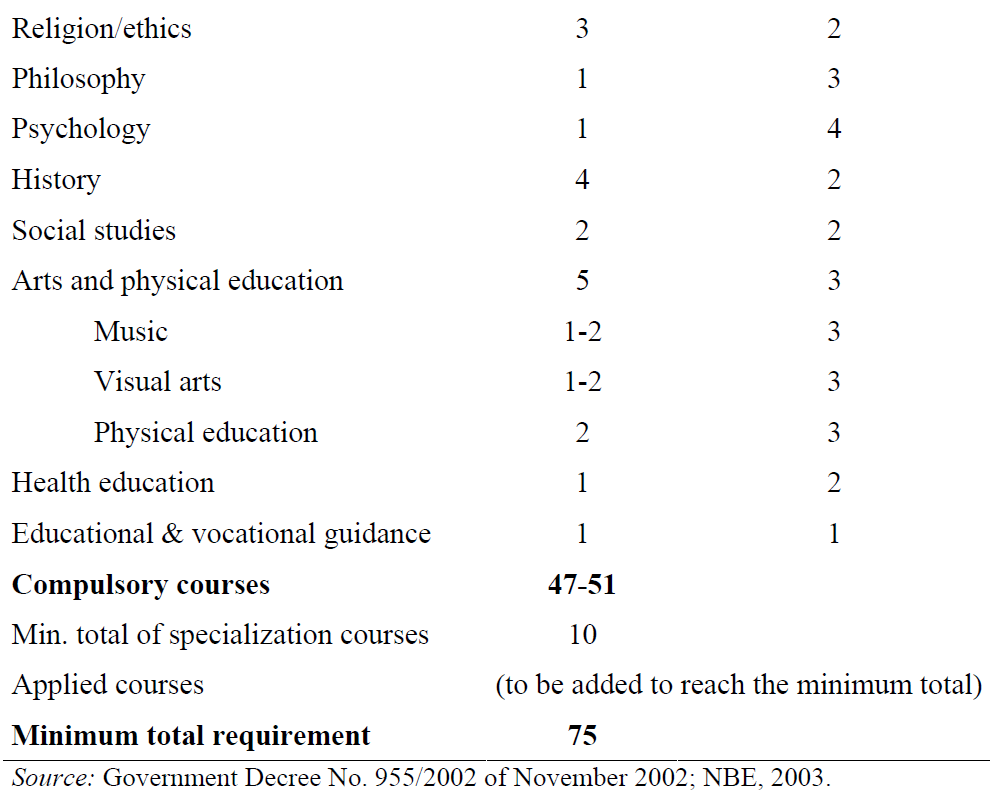 Religion/ethics 3 2
Philosophy 1 3
Psychology 1 4
History 4 2
Social studies 2 2
Arts and physical education 5 3
Music 1-2 3
Visual arts 1-2 3
Physical education 2 3
Health education 1 2
Educational & vocational guidance 1 1
Compulsory courses 47-51
Min. total of specialization courses 10
Applied courses (to be added to reach the minimum total)
Minimum total requirement 75
Source: Government Decree No. 955/2002 of November 2002; NBE, 2003.